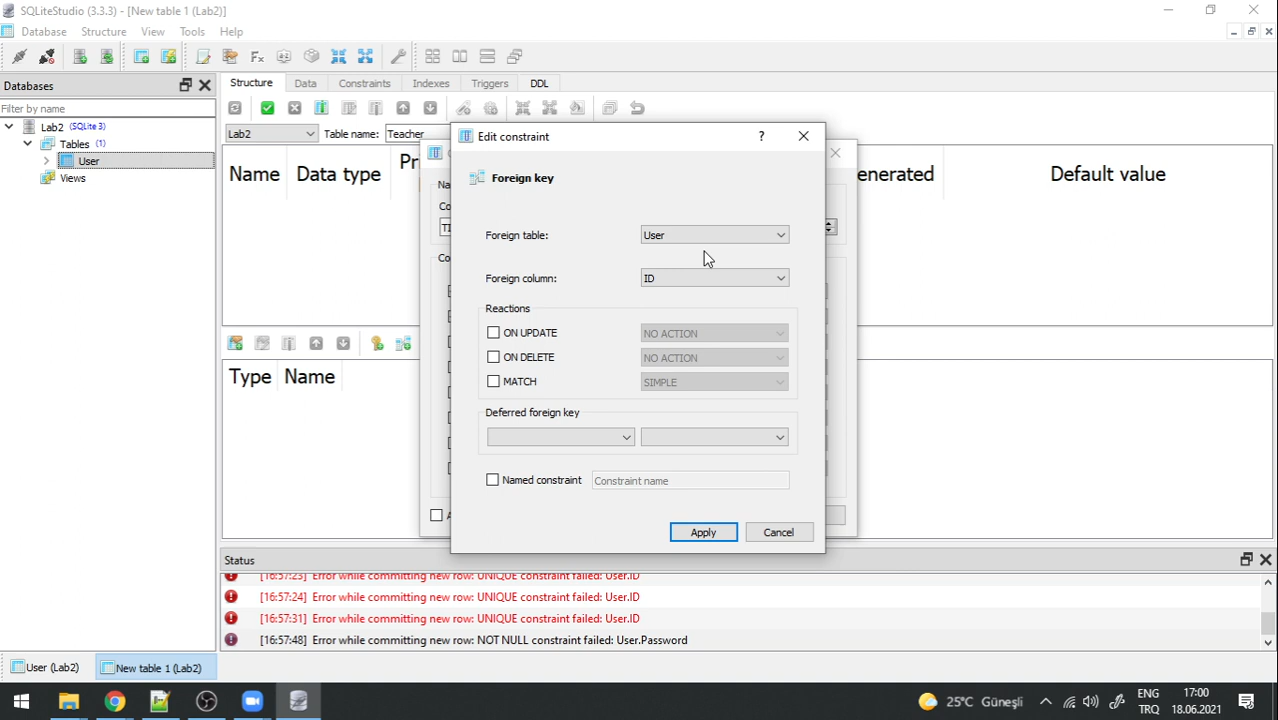 SQLiteStudio (3.3.3) - [New table 1 (Lab2)]
Database Structure View Tools Help
Databases
Structure Data Constraints Indexes Triggers DDL
Filter by name
Lab2 (SQLite 3)
Tables (1)
User
Views
Lab2 Table name: Teacher
Name Data type Default value
Type Name
Edit constraint ?
Foreign key
Foreign table: User
Foreign column: ID
Reactions
ON UPDATE NO ACTION
ON DELETE NO ACTION
MATCH SIMPLE
Deferred foreign key
Named constraint Constraint name
Apply Cancel
Status
[16:57:23] Error while committing new row: UNIQUE constraint failed: User.ID
[16:57:24] Error while committing new row: UNIQUE constraint failed: User.ID
[16:57:31] Error while committing new row: UNIQUE constraint failed: User.ID
[16:57:48] Error while committing new row: NOT NULL constraint failed: User.Password
User (Lab2) New table 1 (Lab2)
25°C Güneşli
ENG
TRQ
17:00
18.06.2021